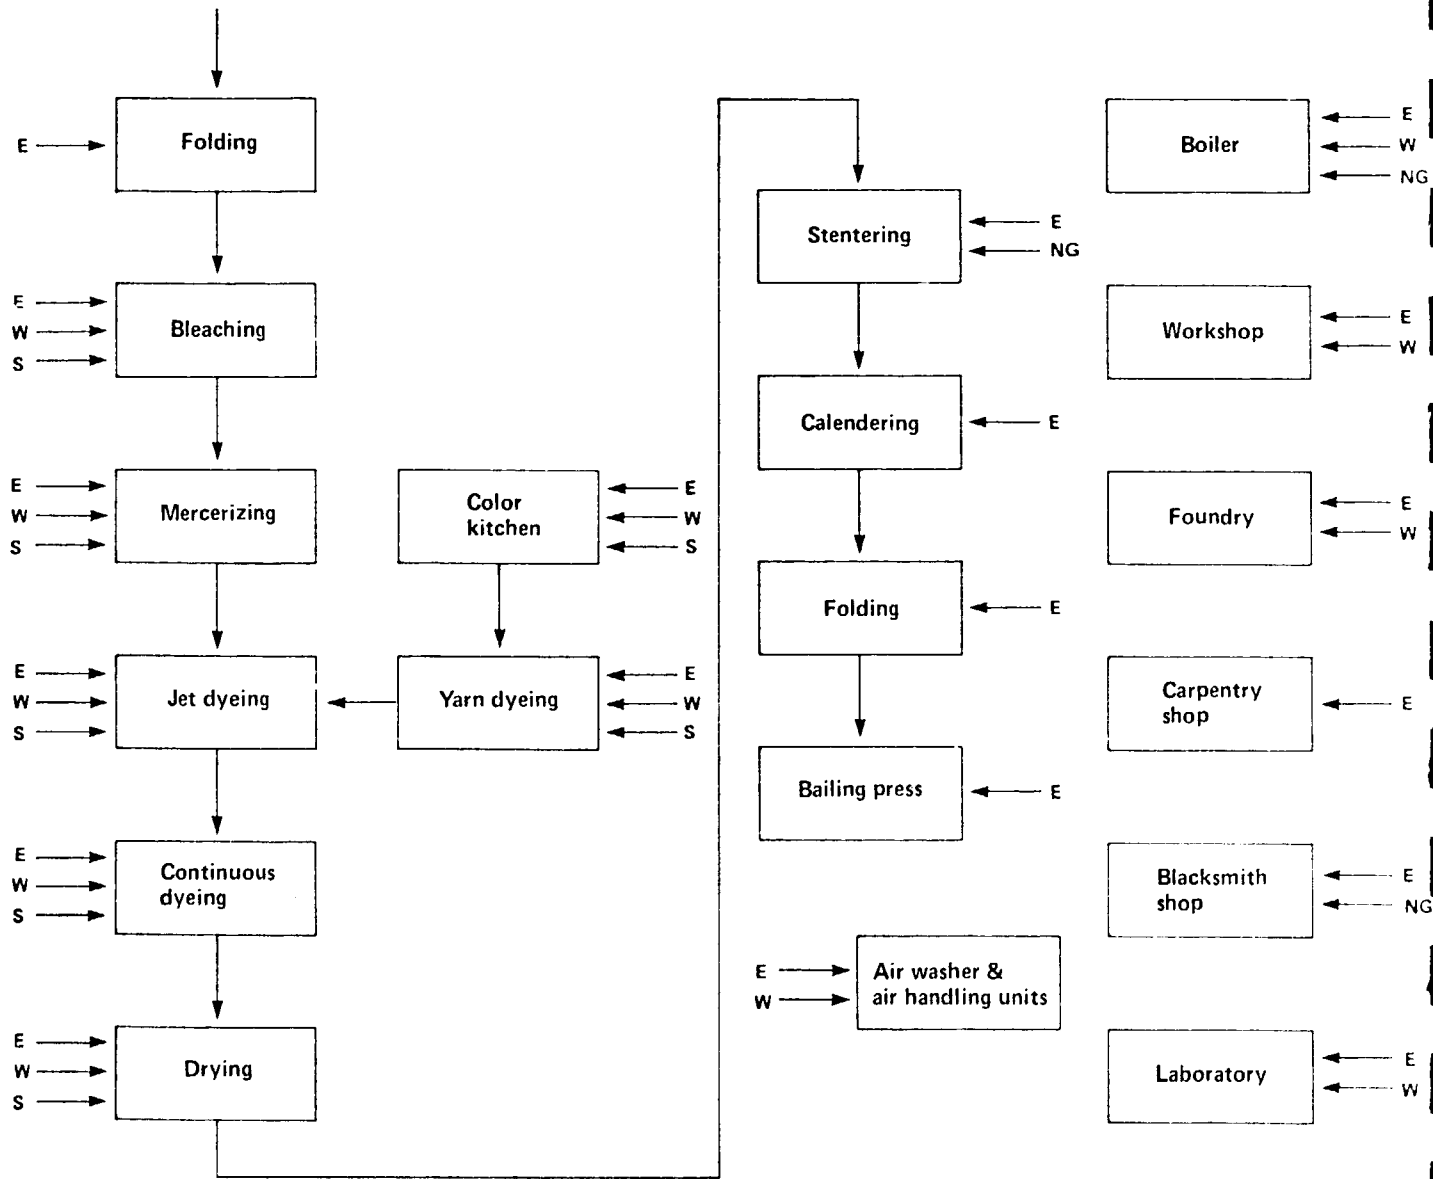 Folding
E
Bleaching
E
W
S
Mercerizing
E
W
S
Color
kitchen
E
W
S
Jet dyeing
E
W
S
Yarn dyeing
E
W
S
Continuous
dyeing
E
W
S
Drying
E
W
S
Stentering
E
NG
Calendering
E
Folding
E
Bailing press
E
Air washer &
air handling units
E
W
Boiler
E
W
NG
Workshop
E
W
Foundry
E
W
Carpentry
shop
E
Blacksmith
shop
E
NG
Laboratory
E
W